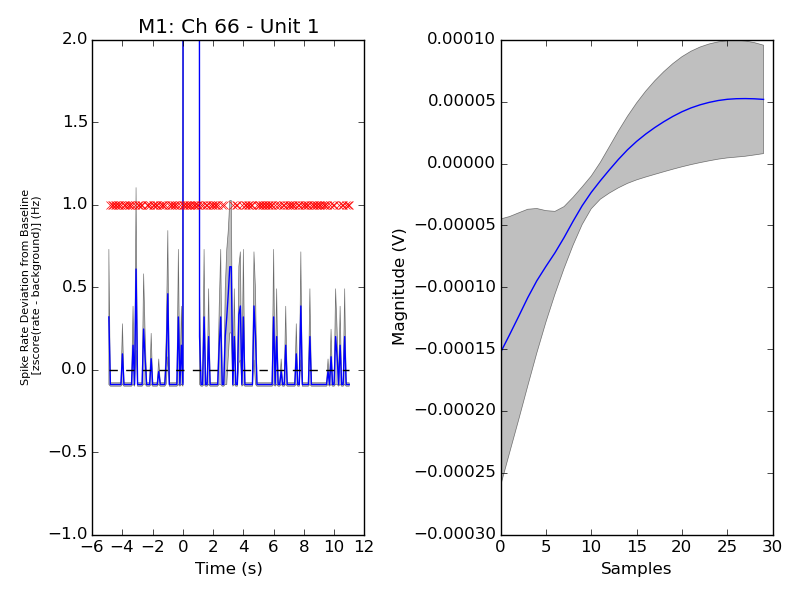 M1: Ch 66 - Unit 1
Spike Rate Deviation from Baseline
[zscore(rate - background)] (Hz)
2.0
1.5
1.0
0.5
0.0
−0.5
−1.0
−6 −4 −2 0 2 4 6 8 10 12
Time (s)
Magnitude (V)
0.00010
0.00005
0.00000
−0.00005
−0.00010
−0.00015
−0.00020
−0.00025
−0.00030
0 5 10 15 20 25 30
Samples